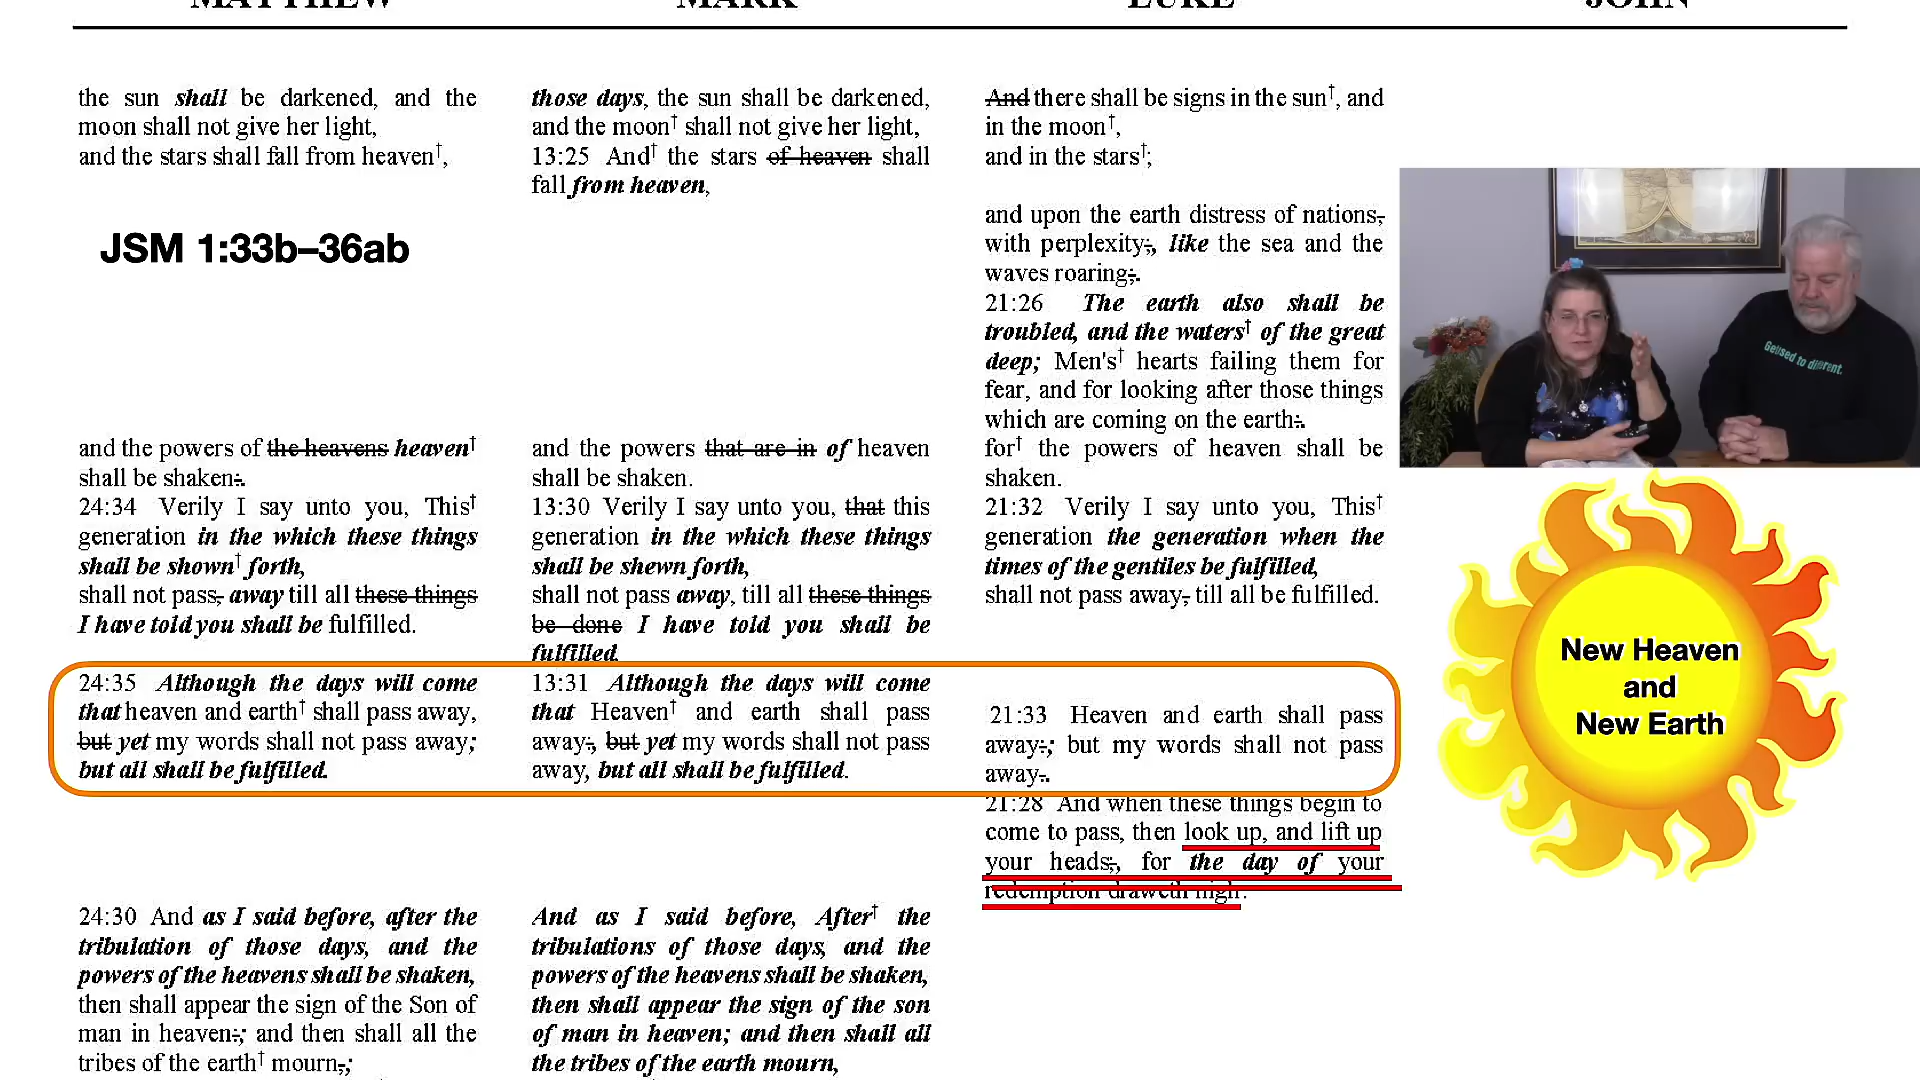 MATTHEW MARK LUKE JOHN
the sun shall be darkened, and the
moon shall not give her light,
and the stars shall fall from heaven†,
JSM 1:33b–36ab
and the powers of the heavens heaven†
shall be shaken:.
24:34 Verily I say unto you, This†
generation in the which these things
shall be shown† forth,
shall not pass, away till all these things
I have told you shall be fulfilled.
24:35 Although the days will come
that heaven and earth† shall pass away,
but yet my words shall not pass away;
but all shall be fulfilled.
24:30 And as I said before, after the
tribulation of those days, and the
powers of the heavens shall be shaken,
then shall appear the sign of the Son of
man in heaven:; and then shall all the
tribes of the earth† mourn,;
those days, the sun shall be darkened,
and the moon† shall not give her light,
13:25 And† the stars of heaven shall
fall from heaven,
and the powers that are in of heaven
shall be shaken.
13:30 Verily I say unto you, that this
generation in the which these things
shall be shewn forth,
shall not pass away, till all these things
be done I have told you shall be
fulfilled.
13:31 Although the days will come
that Heaven† and earth shall pass
away:, but yet my words shall not pass
away, but all shall be fulfilled.
And as I said before, After† the
tribulations of those days, and the
powers of the heavens shall be shaken,
then shall appear the sign of the son
of man in heaven; and then shall all
the tribes of the earth mourn,
And there shall be signs in the sun†, and
in the moon†,
and in the stars†;
and upon the earth distress of nations,
with perplexity;, like the sea and the
waves roaring;.
21:26 The earth also shall be
troubled, and the waters† of the great
deep; Men's† hearts failing them for
fear, and for looking after those things
which are coming on the earth:.
for† the powers of heaven shall be
shaken.
21:32 Verily I say unto you, This†
generation the generation when the
times of the gentiles be fulfilled,
shall not pass away, till all be fulfilled.
21:33 Heaven and earth shall pass
away:; but my words shall not pass
away..
21:28 And when these things begin to
come to pass, then look up, and lift up
your heads;, for the day of your
redemption draweth nigh.
to different.
New Heaven
and
New Earth